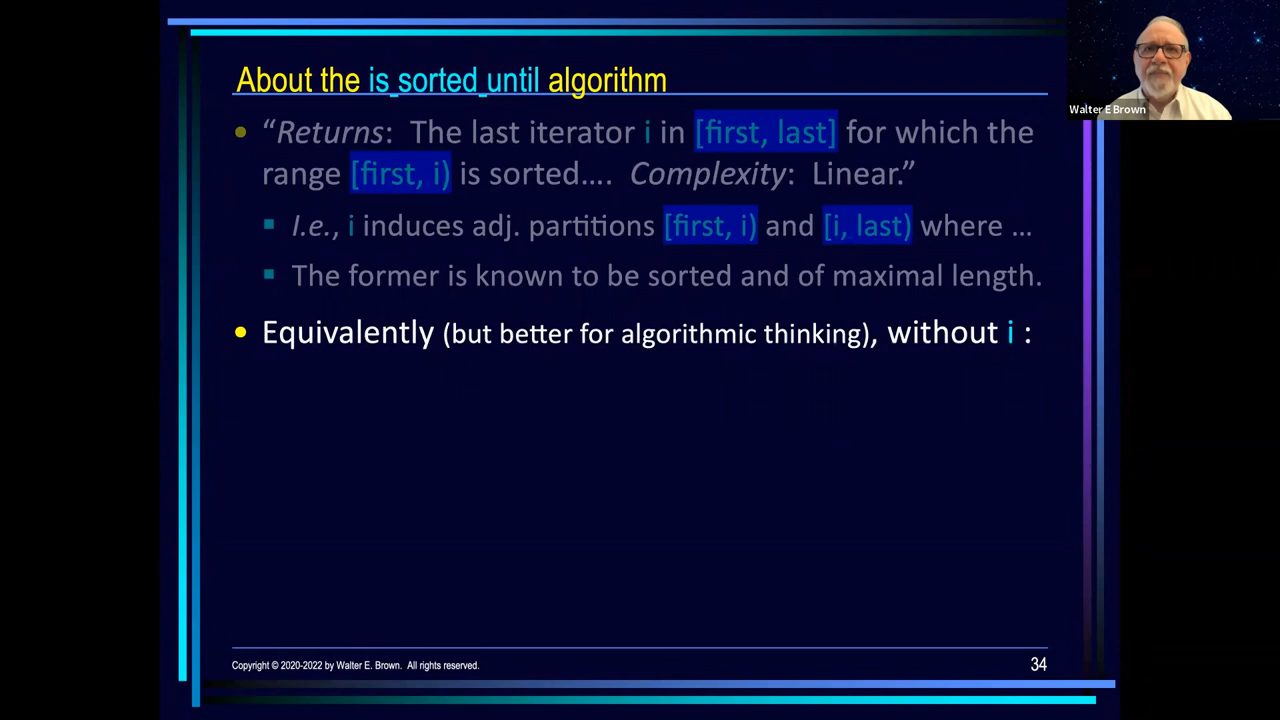 About the is_sorted_until algorithm
• “Returns: The last iterator i in [first, last] for which the
range [first, i) is sorted…. Complexity: Linear.”
▪ I.e., i induces adj. partitions [first, i) and [i, last) where …
▪ The former is known to be sorted and of maximal length.
• Equivalently (but better for algorithmic thinking), without i :
Copyright © 2020-2022 by Walter E. Brown. All rights reserved.
34
Walter E Brown